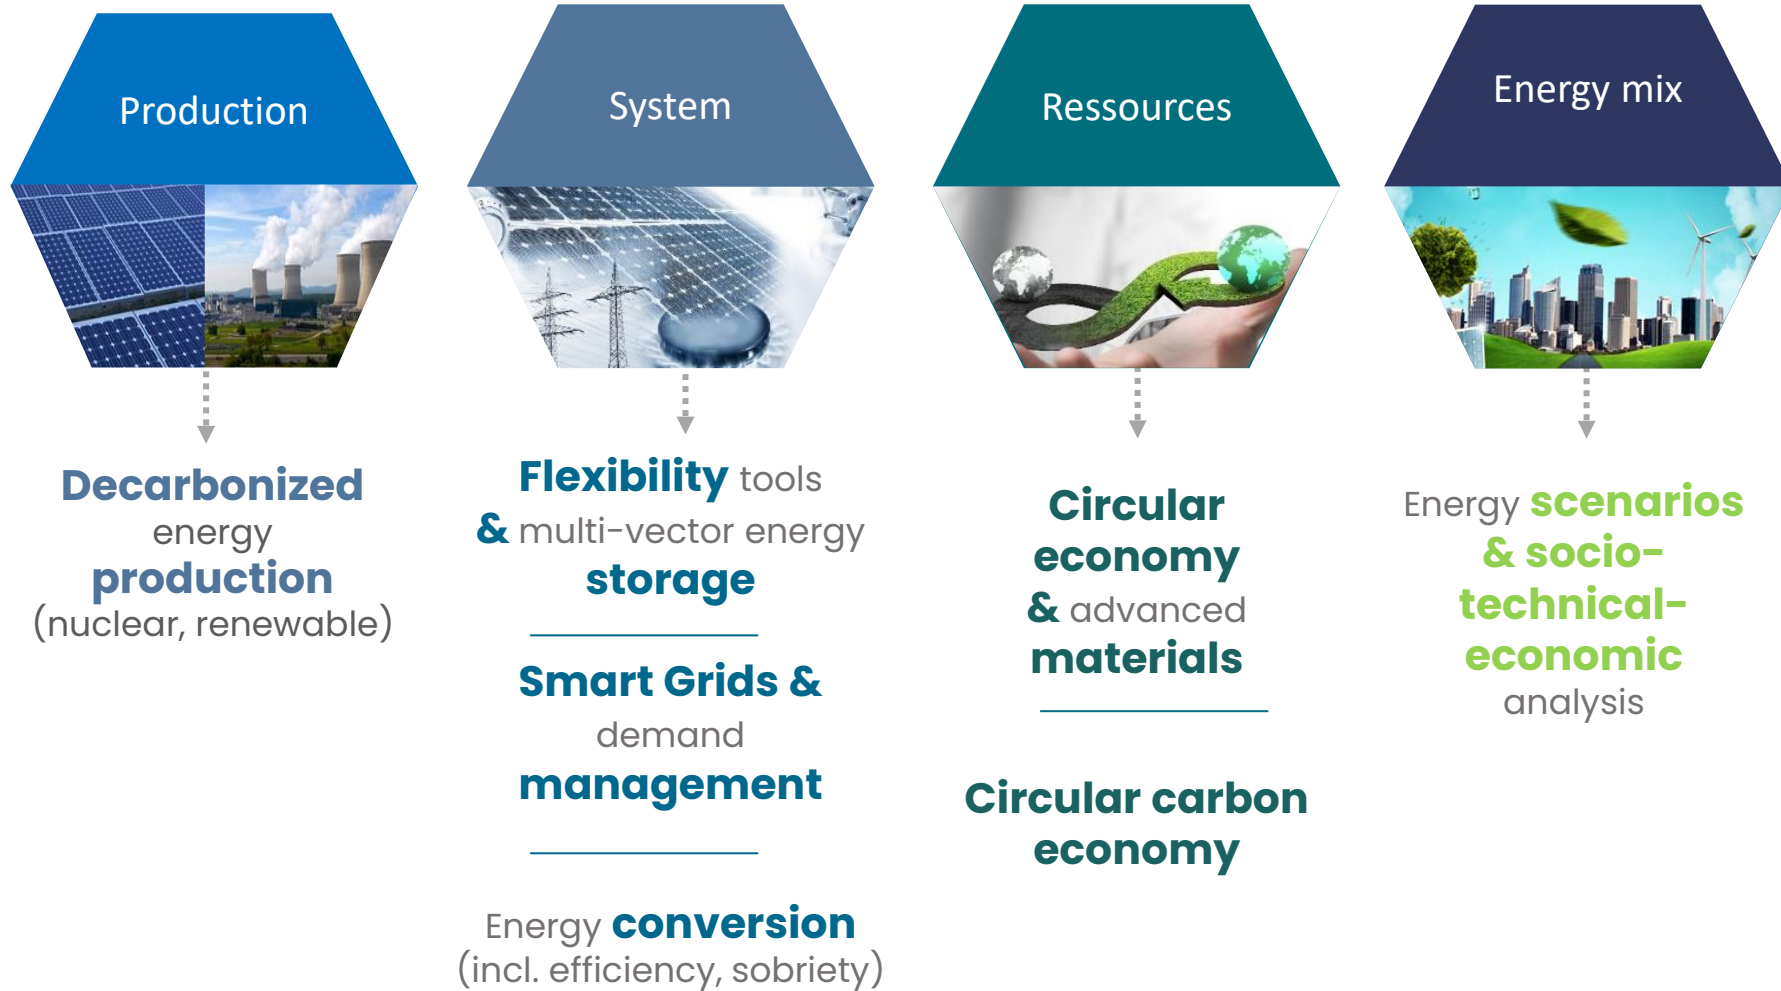 Production
Decarbonized
energy
production
(nuclear, renewable)
System
Flexibility tools
& multi-vector energy
storage
Smart Grids &
demand
management
Energy conversion
(incl. efficiency, sobriety)
Ressources
Circular
economy
& advanced
materials
Circular carbon
economy
Energy mix
Energy scenarios
& socio-
technical-
economic
analysis